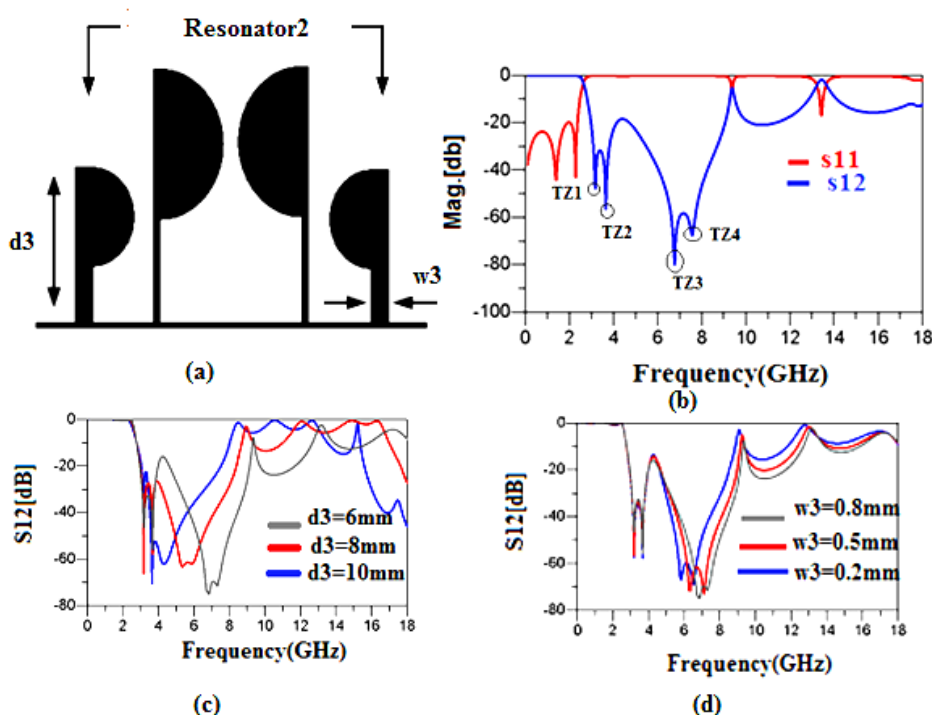 Resonator2
d3
w3
(a)
0
-20
-40
-60
-80
-100
Mag.[db]
TZ1
TZ2
TZ3
TZ4
s11
s12
0 2 4 6 8 10 12 14 16 18
Frequency(GHz)
(b)
0
-20
-40
-60
-80
S12[dB]
d3=6mm
d3=8mm
d3=10mm
0 2 4 6 8 10 12 14 16 18
Frequency(GHz)
(c)
0
-20
-40
-60
-80
S12[dB]
w3=0.8mm
w3=0.5mm
w3=0.2mm
0 2 4 6 8 10 12 14 16 18
Frequency(GHz)
(d)